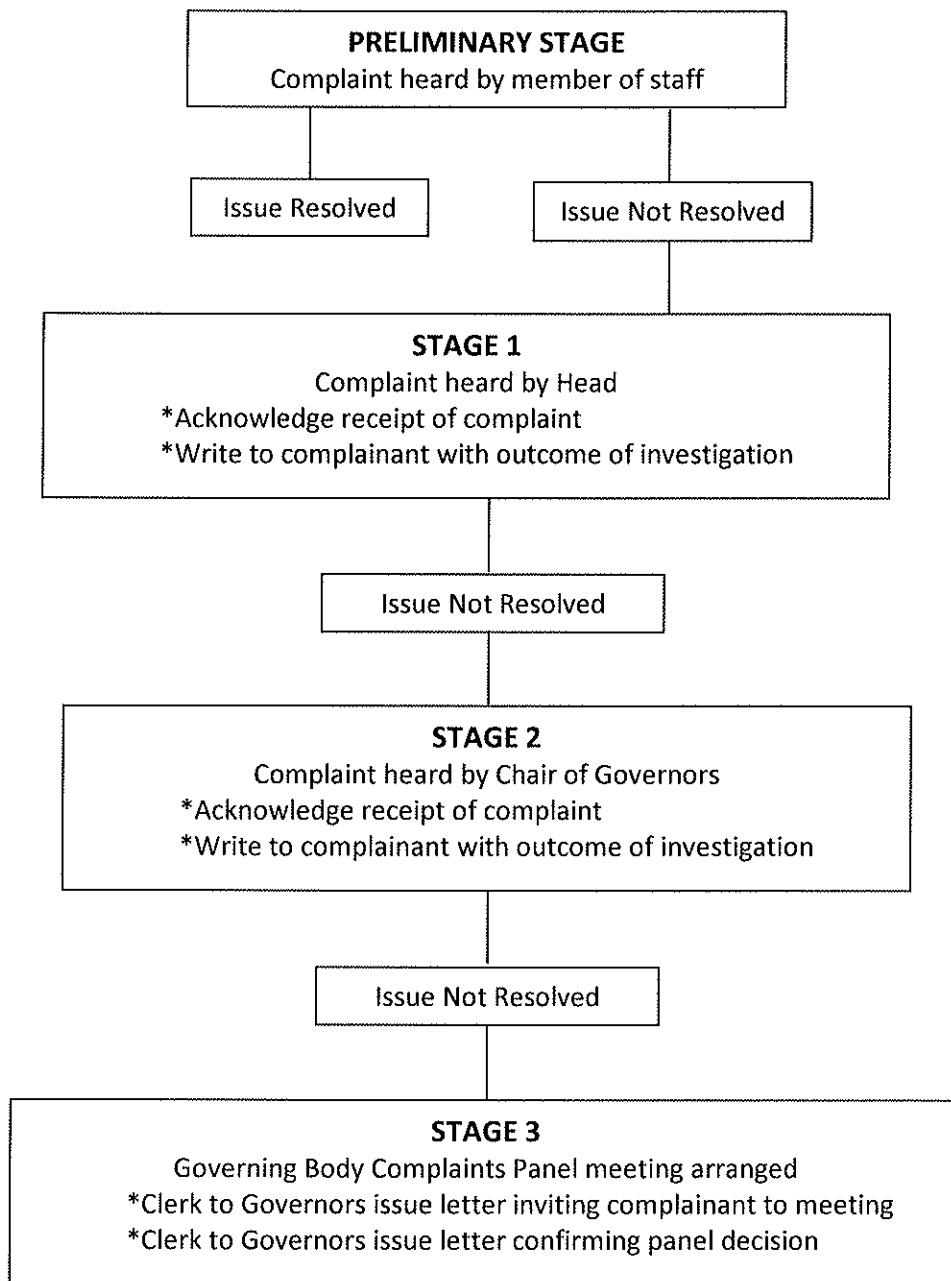 PRELIMINARY STAGE
Complaint heard by member of staff
Issue Resolved
Issue Not Resolved
STAGE 1
Complaint heard by Head
*Acknowledge receipt of complaint
*Write to complainant with outcome of investigation
Issue Not Resolved
STAGE 2
Complaint heard by Chair of Governors
*Acknowledge receipt of complaint
*Write to complainant with outcome of investigation
Issue Not Resolved
STAGE 3
Governing Body Complaints Panel meeting arranged
*Clerk to Governors issue letter inviting complainant to meeting
*Clerk to Governors issue letter confirming panel decision